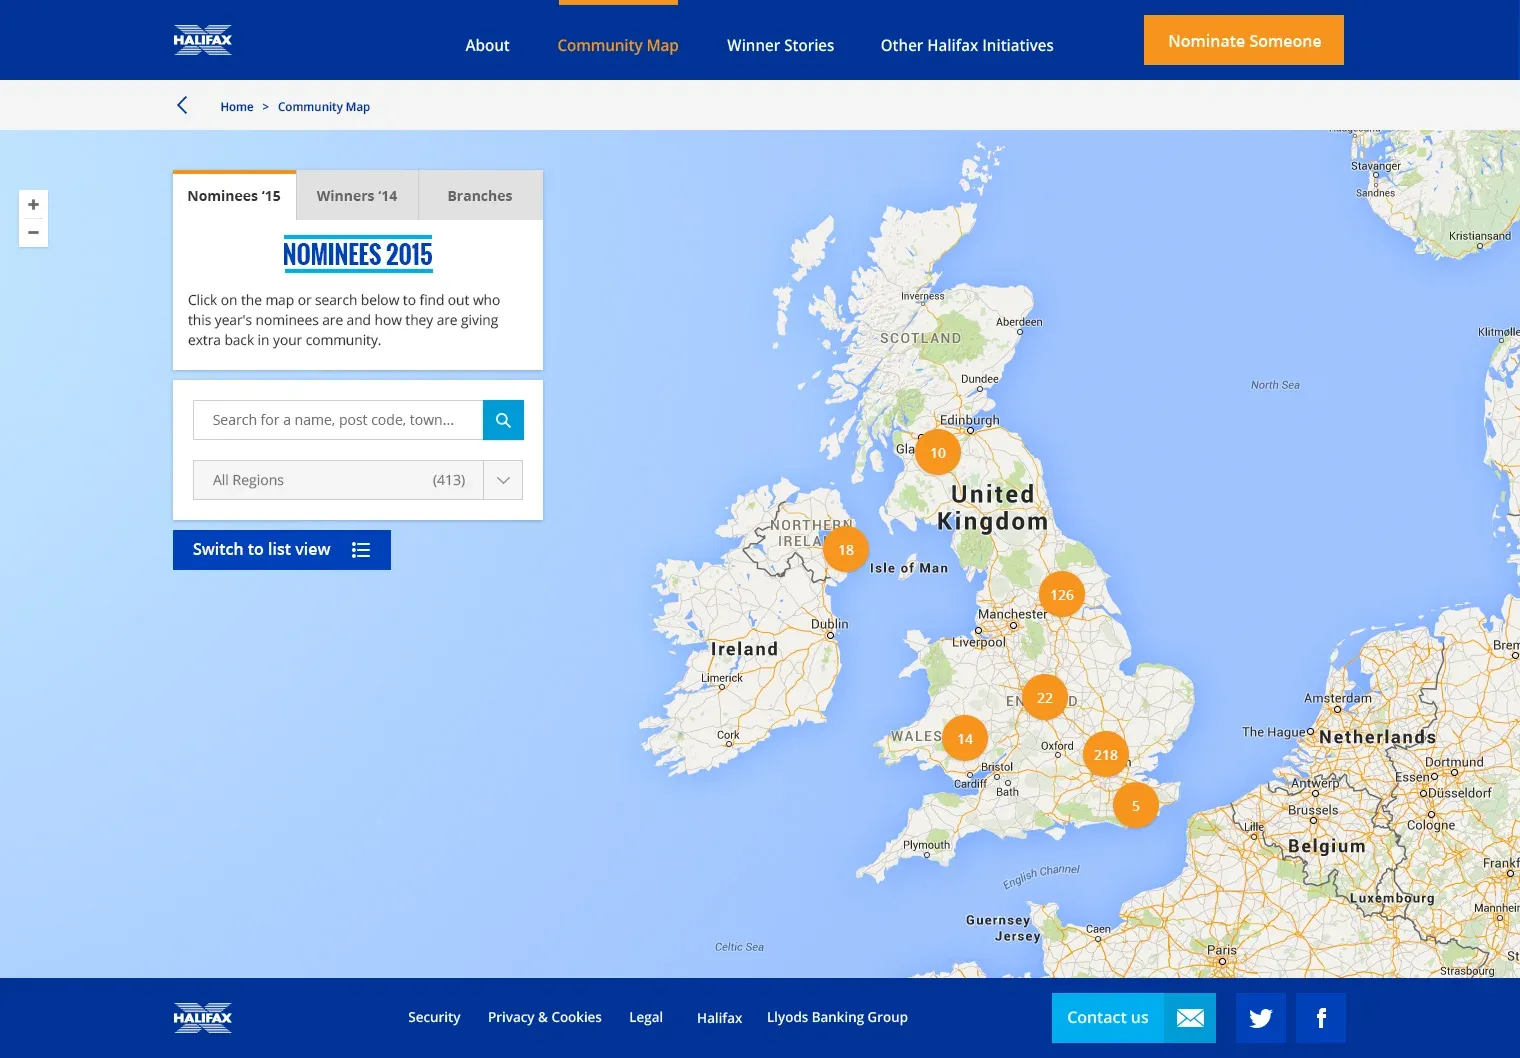 HALIFAX
About
Community Map
Winner Stories
Other Halifax Initiatives
Nominate Someone
Home > Community Map
+
−
Nominees ‘15
Winners ‘14
Branches
NOMINEES 2015
Click on the map or search below to find out who
this year's nominees are and how they are giving
extra back in your community.
Search for a name, post code, town...
All Regions (413)
Switch to list view
Stavanger
Sandnes
Kristiansand
Inverness
Aberdeen
SCOTLAND
Klitmølle
Dundee
North Sea
Edinburgh
Gla
10
United
Kingdom
NORTHERN
IRELA
18
Isle of Man
126
Manchester
Dublin
Liverpool
Ireland
Brem
Limerick
22
EN
D
Amsterdam
14
WALES
Cork
Oxford
218
The Hague
Netherlands
Bristol
Cardiff
Bath
Dortmund
Essen
Antwerp
Düsseldorf
5
Brussels
Lille
Cologne
Plymouth
Belgium
English Channel
Frankf
Luxembourg
Guernsey
Jersey
Mannhein
Caen
Celtic Sea
Paris
St
Strasbourg
HALIFAX
Security
Privacy & Cookies
Legal
Halifax
Llyods Banking Group
Contact us
f